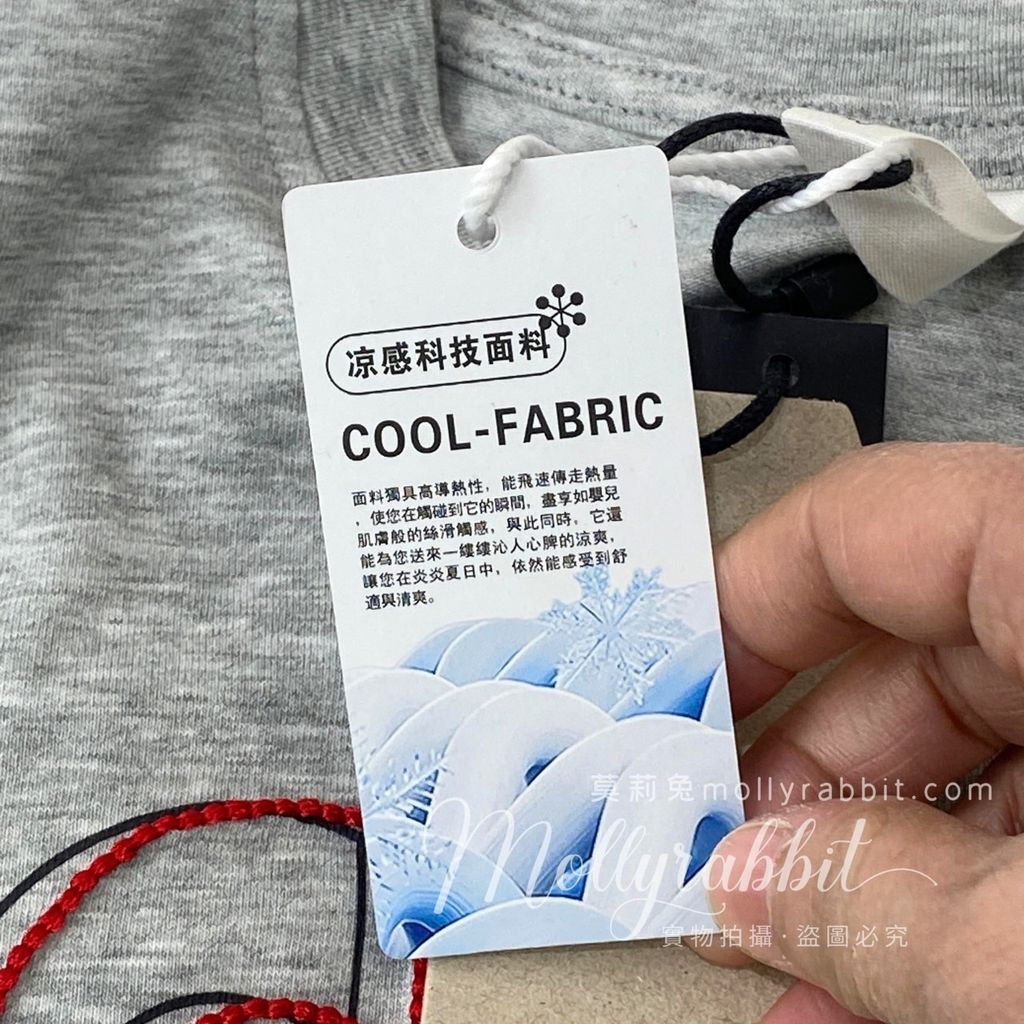 凉感科技面料
COOL-FABRIC
面料獨具高導熱性，能飛速傳走熱量
，使您在觸碰到它的瞬間，盡享如嬰兒
肌膚般的絲滑觸感，與此同時，它還
能為您送來一縷縷沁人心脾的涼爽，
讓您在炎炎夏日中，依然能感受到舒
適與清爽。
莫莉兔mollyrabbit.com
Mollyrabbit
實物拍攝·盜圖必究